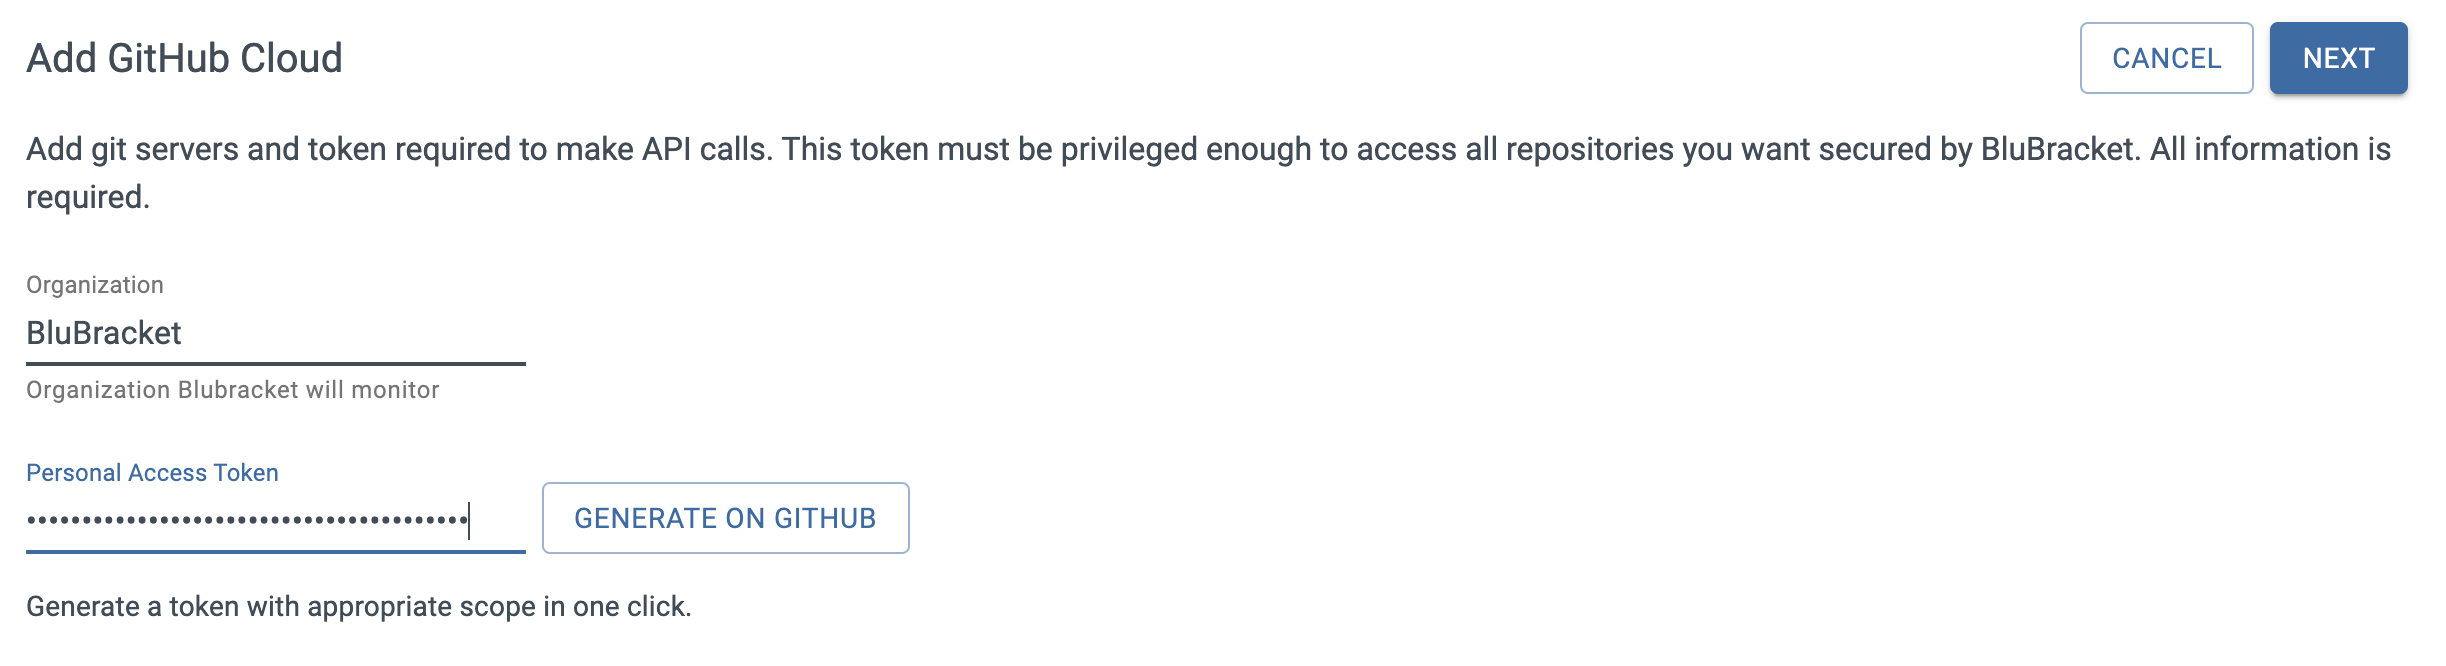 Add GitHub Cloud
CANCEL
NEXT
Add git servers and token required to make API calls. This token must be privileged enough to access all repositories you want secured by BluBracket. All information is
required.
Organization
BluBracket
Organization Blubracket will monitor
Personal Access Token
••••••••••••••••••••••••••••••••••••••••
GENERATE ON GITHUB
Generate a token with appropriate scope in one click.